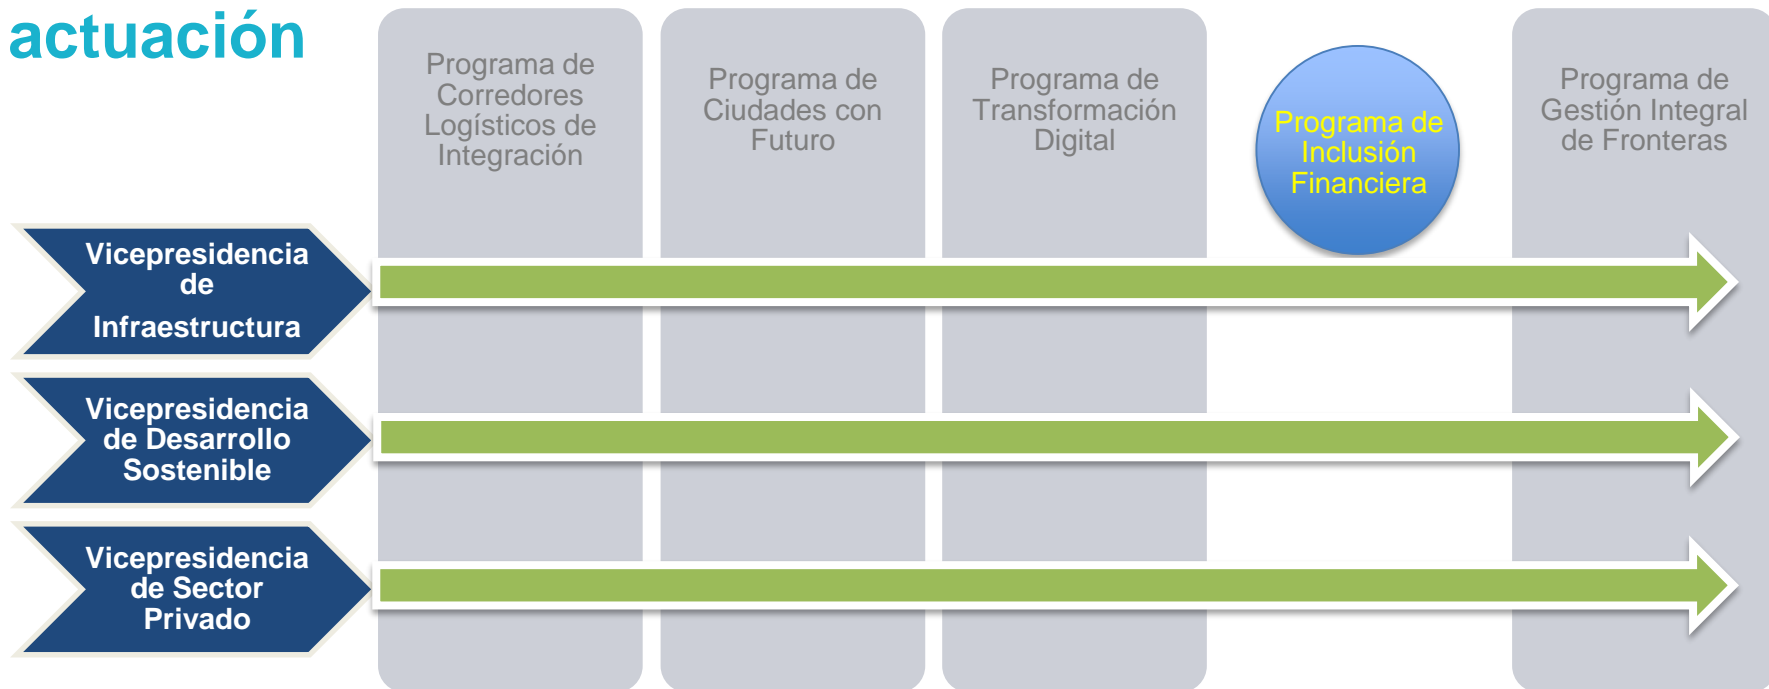 actuación
Programa de
Corredores
Logísticos de
Integración
Programa de
Ciudades con
Futuro
Programa de
Transformación
Digital
Programa de
Inclusión
Financiera
Programa de
Gestión Integral
de Fronteras
Vicepresidencia
de
Infraestructura
Vicepresidencia
de Desarrollo
Sostenible
Vicepresidencia
de Sector
Privado